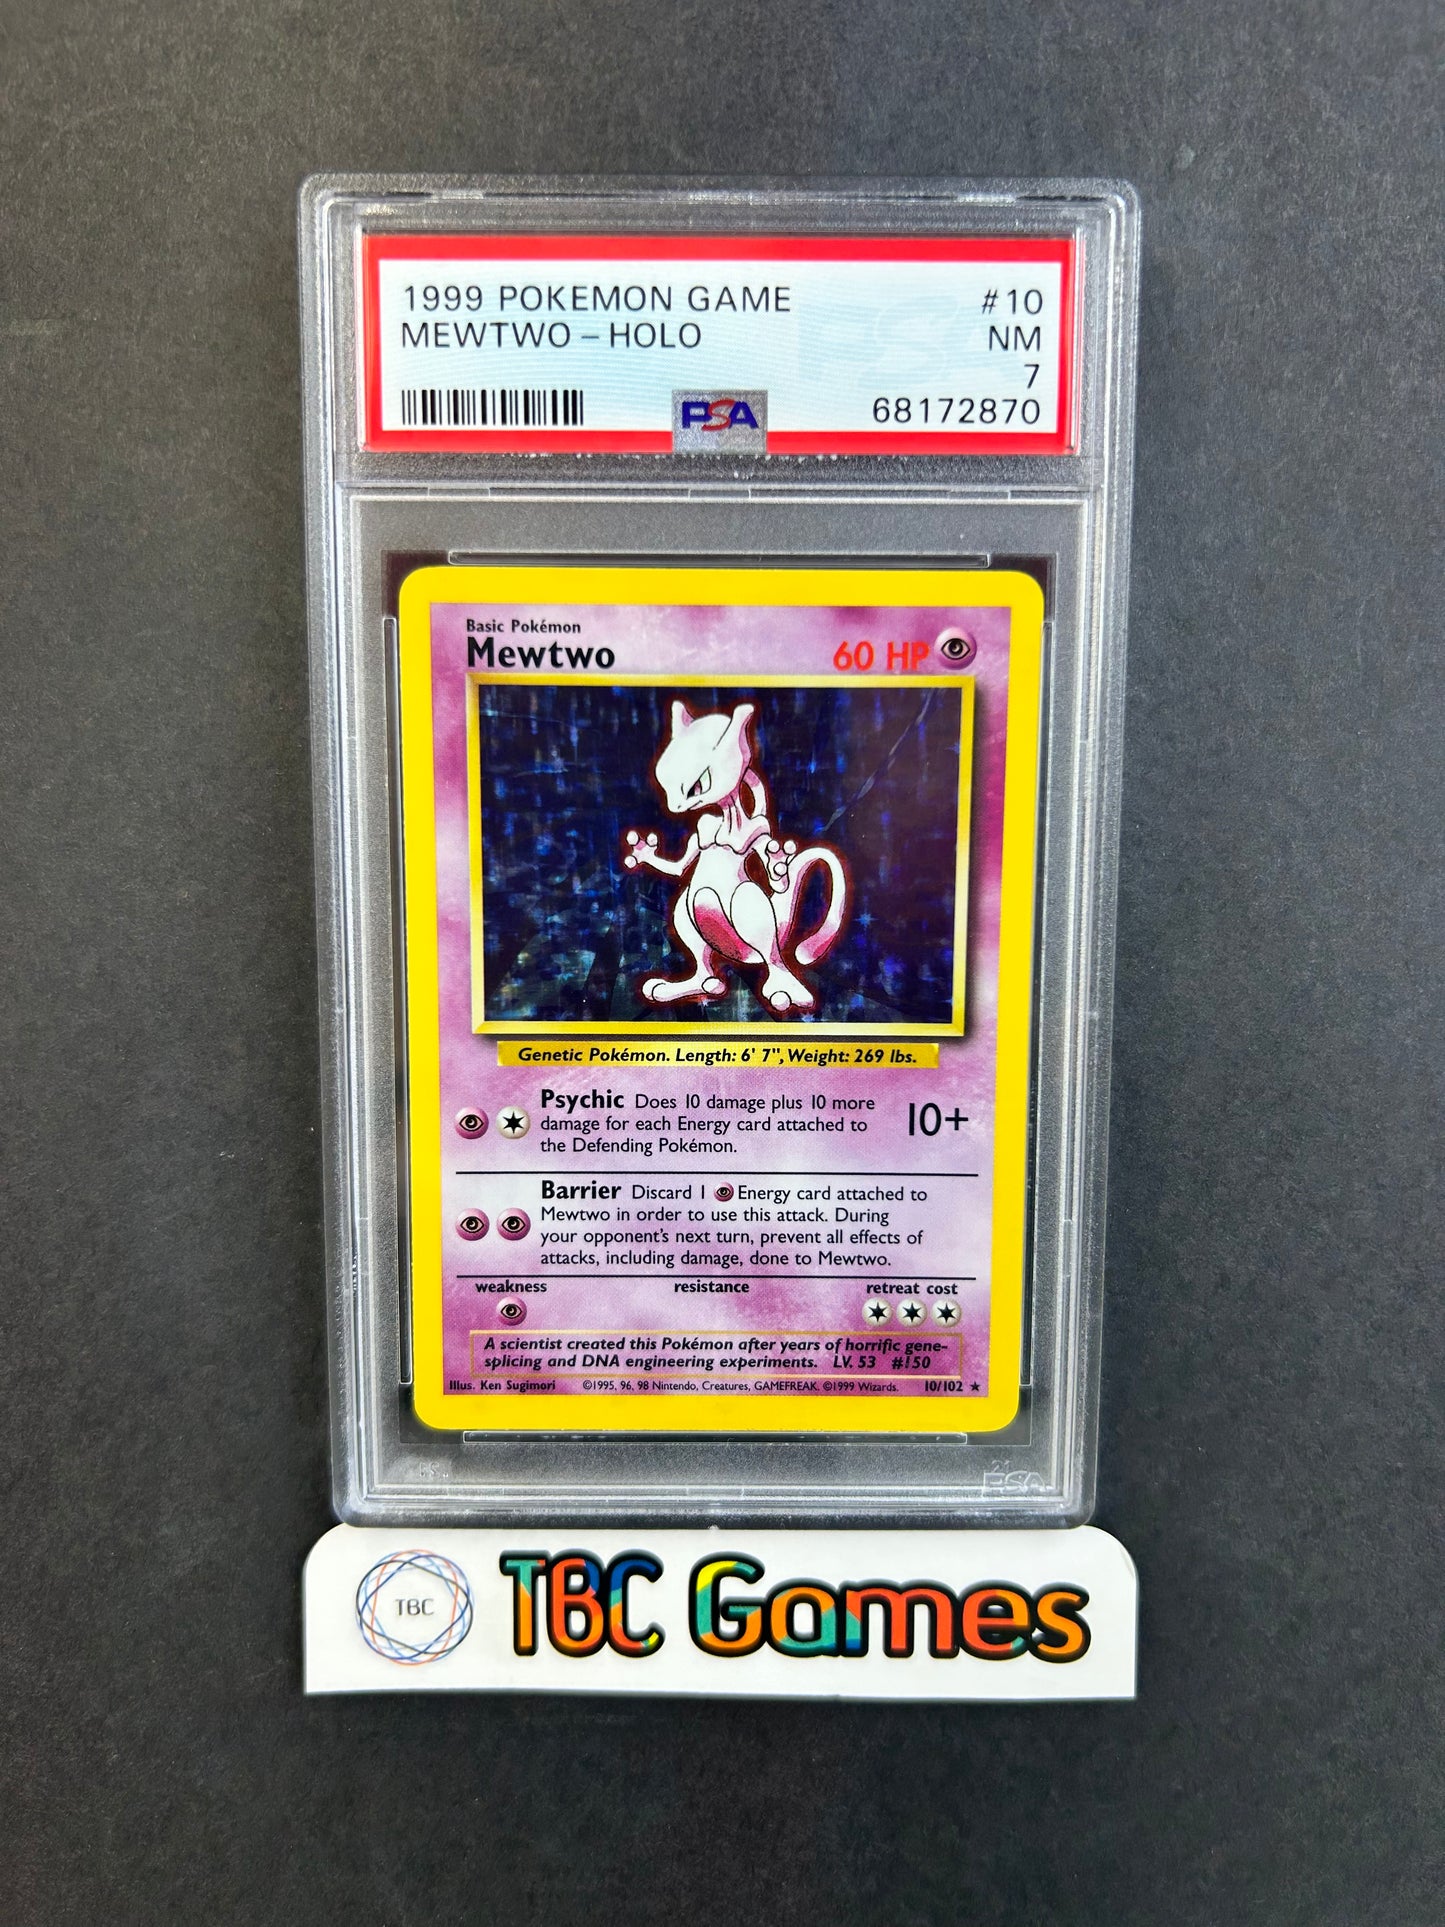 1999 POKEMON GAME #10
MEWTWO – HOLO NM
7
68172870
PSA
Basic Pokémon
Mewtwo 60 HP
Genetic Pokémon. Length: 6' 7", Weight: 269 lbs.
Psychic Does 10 damage plus 10 more
damage for each Energy card attached to
the Defending Pokémon.
10+
Barrier Discard 1 Energy card attached to
Mewtwo in order to use this attack. During
your opponent's next turn, prevent all effects of
attacks, including damage, done to Mewtwo.
weakness resistance retreat cost
A scientist created this Pokémon after years of horrific gene-
splicing and DNA engineering experiments. LV. 53 #150
Illus. Ken Sugimori ©1995, 96, 98 Nintendo, Creatures, GAMEFREAK. ©1999 Wizards. 10/102 ★
PSA
TBC
TBC Games